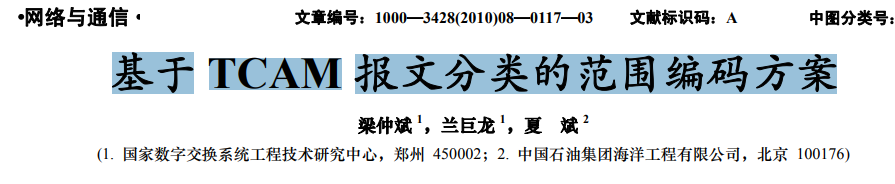 •网络与通信•
文章编号：1000—3428(2010)08—0117—03 文献标识码：A 中图分类号：
基于 TCAM 报文分类的范围编码方案
梁仲斌1，兰巨龙1，夏 斌2
(1. 国家数字交换系统工程技术研究中心，郑州 450002；2. 中国石油集团海洋工程有限公司，北京 100176)